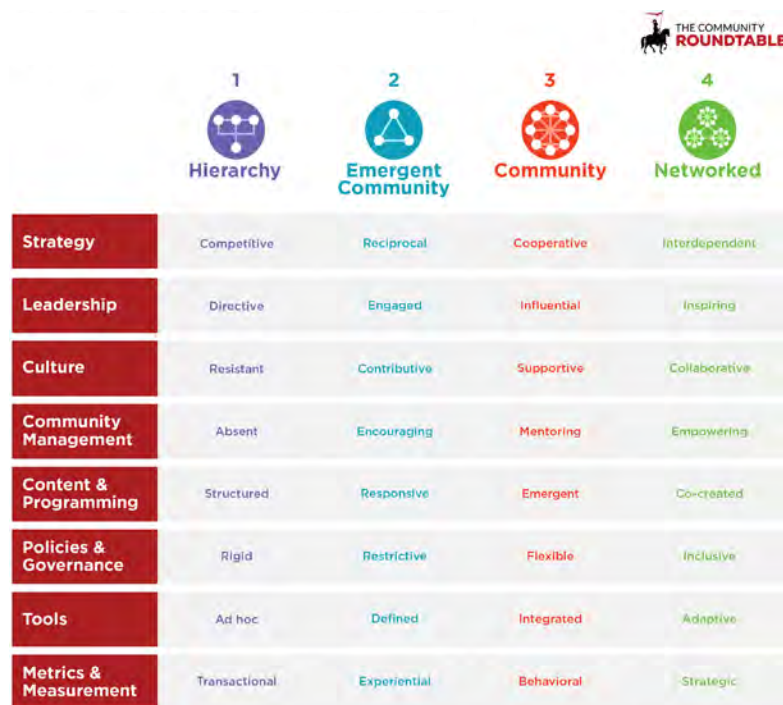 THE COMMUNITY
ROUNDTABLE
1 2 3 4
Hierarchy Emergent Community Networked
Community
Strategy Competitive Reciprocal Cooperative Interdependent
Leadership Directive Engaged Influential Inspiring
Culture Resistant Contributive Supportive Collaborative
Community
Management Absent Encouraging Mentoring Empowering
Content &
Programming Structured Responsive Emergent Co-created
Policies &
Governance Rigid Restrictive Flexible Inclusive
Tools Ad hoc Defined Integrated Adaptive
Metrics &
Measurement Transactional Experiential Behavioral Strategic